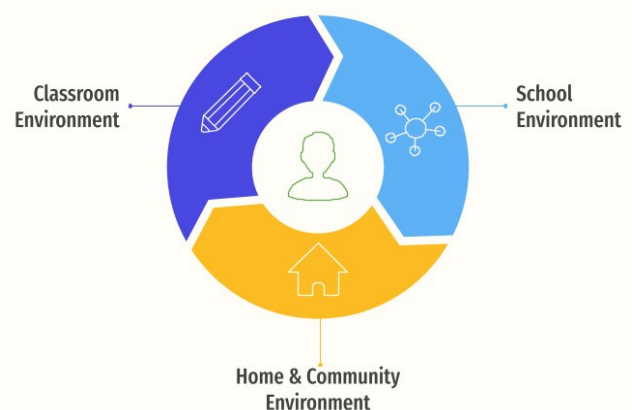 Classroom
Environment
School
Environment
Home & Community
Environment